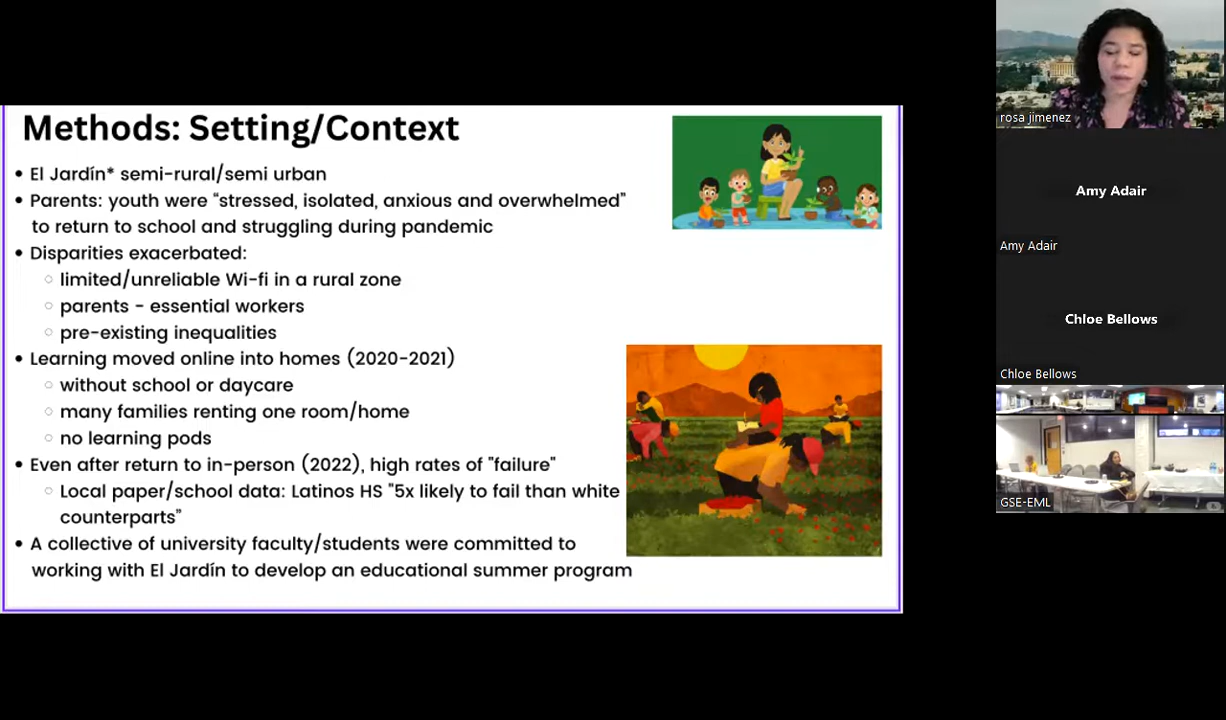 Methods: Setting/Context
• El Jardín* semi-rural/semi urban
• Parents: youth were “stressed, isolated, anxious and overwhelmed”
to return to school and struggling during pandemic
• Disparities exacerbated:
○ limited/unreliable Wi-fi in a rural zone
○ parents - essential workers
○ pre-existing inequalities
• Learning moved online into homes (2020-2021)
○ without school or daycare
○ many families renting one room/home
○ no learning pods
• Even after return to in-person (2022), high rates of "failure"
○ Local paper/school data: Latinos HS "5x likely to fail than white
counterparts”
• A collective of university faculty/students were committed to
working with El Jardín to develop an educational summer program
rosa jimenez
Amy Adair
Amy Adair
Chloe Bellows
Chloe Bellows
GSE-EML